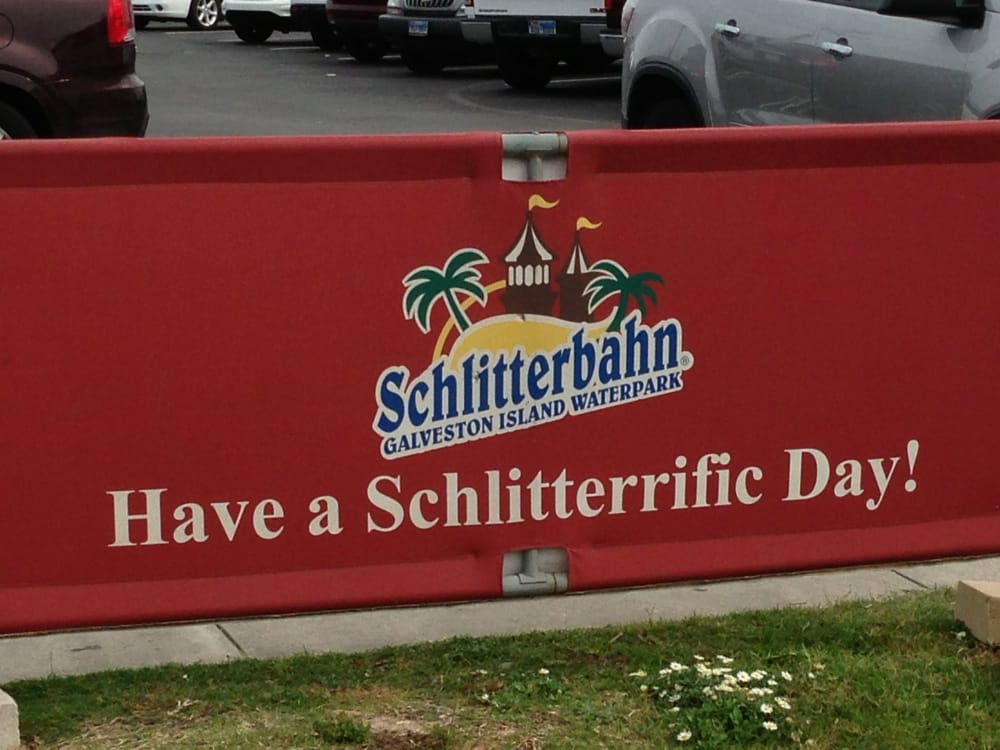 Schlitterbahn®
GALVESTON ISLAND WATERPARK
Have a Schlitterrific Day!